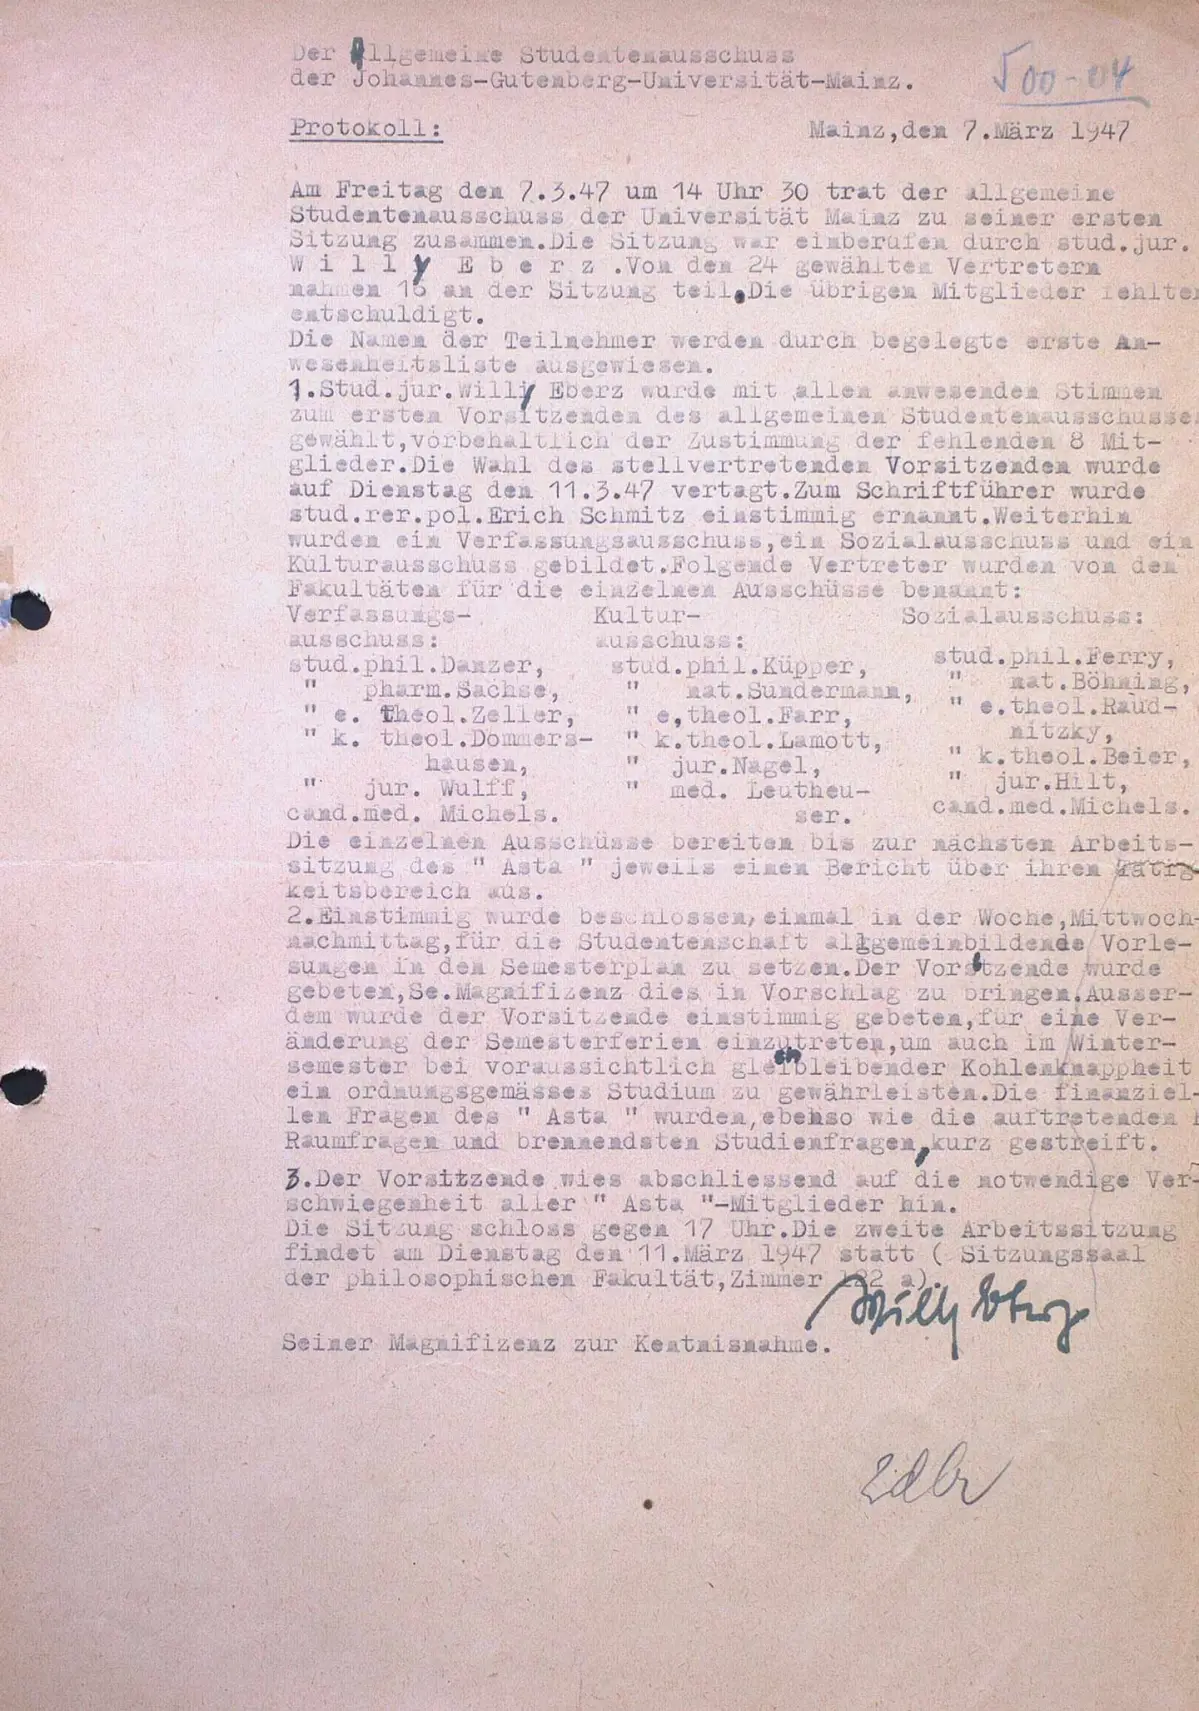 Der Allgemeine Studentenausschuss
der Johannes-Gutenberg-Universität-Mainz.
Protokoll: Mainz,den 7.März 1947
Am Freitag den 7.3.47 um 14 Uhr 30 trat der allgemeine
Studentenausschuss der Universität Mainz zu seiner ersten
Sitzung zusammen.Die Sitzung war einberufen durch stud.jur.
W i l l y E b e r z .Von den 24 gewählten Vertretern
nahmen 16 an der Sitzung teil.Die übrigen Mitglieder fehlten
entschuldigt.
Die Namen der Teilnehmer werden durch begelegte erste An-
wesenheitsliste ausgewiesen.
1.Stud.jur.Willy Eberz wurde mit allen anwesenden Stimmen
zum ersten Vorsitzenden des allgemeinen Studentenausschusse
gewählt,vorbehaltlich der Zustimmung der fehlenden 8 Mit-
glieder.Die Wahl des stellvertretenden Vorsitzenden wurde
auf Dienstag den 11.3.47 vertagt.Zum Schriftführer wurde
stud.rer.pol.Erich Schmitz einstimmig ernannt.Weiterhin
wurden ein Verfassungsausschuss,ein Sozialausschuss und ein
Kulturausschuss gebildet.Folgende Vertreter wurden von den
Fakultäten für die einzelnen Ausschüsse benannt:
Verfassungs- Kultur- Sozialausschuss:
ausschuss: ausschuss:
stud.phil.Danzer, stud.phil.Küpper, stud.phil.Ferry,
" pharm.Sachse, " nat.Sundermann, " nat.Böhning,
" e. theol.Zeller, " e,theol.Farr, " e.theol.Raud-
" k. theol.Dommers- " k.theol.Lamott, nitzky,
hausen, " jur.Nagel, " k.theol.Beier,
" jur. Wulff, " med. Leutheu- " jur.Hilt,
cand.med. Michels. ser. cand.med.Michels.
Die einzelnen Ausschüsse bereiten bis zur nächsten Arbeits-
sitzung des " Asta " jeweils einen Bericht über ihren Tätig-
keitsbereich aus.
2.Einstimmig wurde beschlossen,einmal in der Woche,Mittwoch-
nachmittag,für die Studentenschaft allgemeinbildende Vorle-
sungen in den Semesterplan zu setzen.Der Vorsitzende wurde
gebeten,Se.Magnifizenz dies in Vorschlag zu bringen.Ausser-
dem wurde der Vorsitzende einstimmig gebeten,für eine Ver-
änderung der Semesterferien einzutreten,um auch im Winter-
semester bei voraussichtlich gleichbleibender Kohlenknappheit
ein ordnungsgemässes Studium zu gewährleisten.Die finanziel-
len Fragen des " Asta " wurden,ebenso wie die auftretenden
Raumfragen und brennendsten Studienfragen,kurz gestreift.
3.Der Vorsitzende wies abschliessend auf die notwendige Ver-
schwiegenheit aller " Asta "-Mitglieder hin.
Die Sitzung schloss gegen 17 Uhr.Die zweite Arbeitssitzung
findet am Dienstag den 11.März 1947 statt ( Sitzungssaal
der philosophischen Fakultät,Zimmer 122 a).
Willy Eberz
Seiner Magnifizenz zur Kentnisnahme.